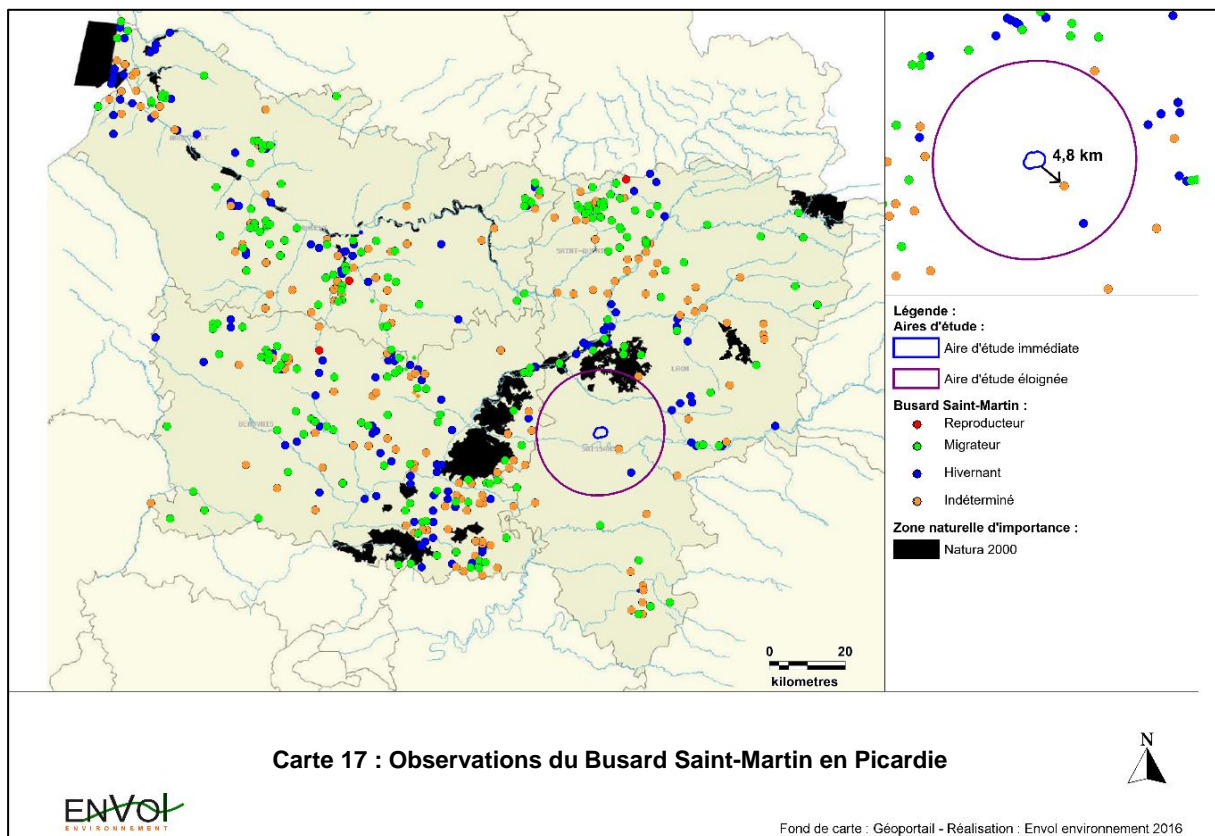 4,8 km
Légende :
Aires d'étude :
Aire d'étude immédiate
Aire d'étude éloignée
Busard Saint-Martin :
Reproducteur
Migrateur
Hivernant
Indéterminé
Zone naturelle d'importance :
Natura 2000
LAON
0 20
kilometres
Carte 17 : Observations du Busard Saint-Martin en Picardie
N
EnVol
ENVIRONNEMENT
Fond de carte : Géoportail - Réalisation : Envol environnement 2016